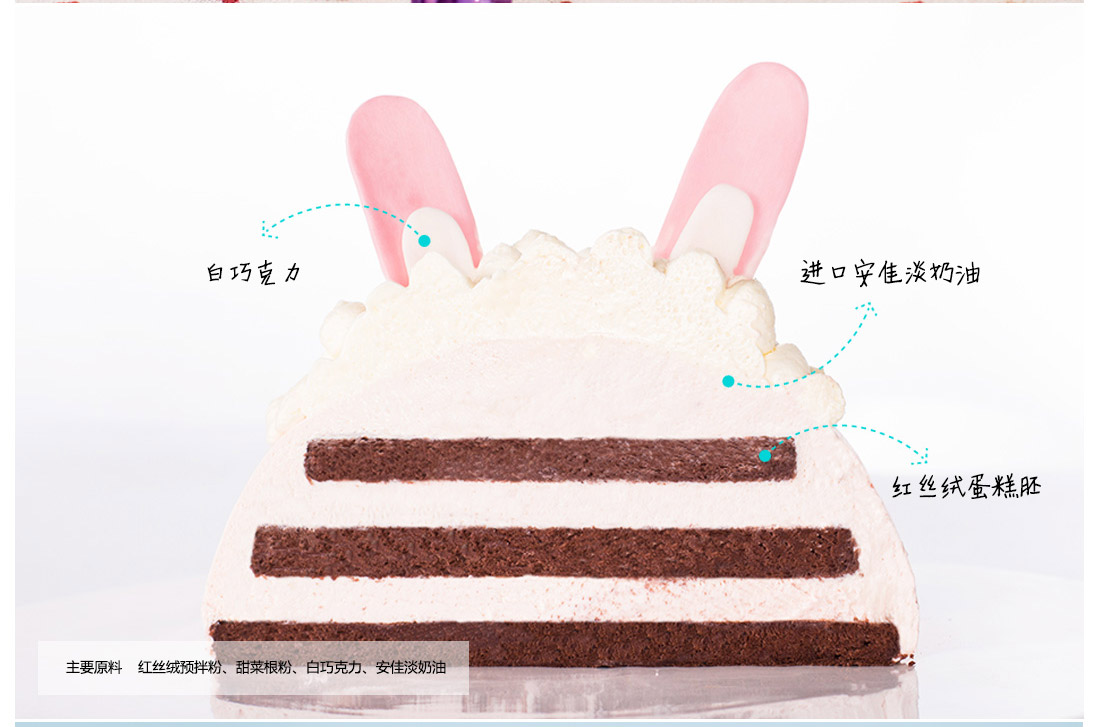 白巧克力
进口安佳淡奶油
红丝绒蛋糕胚
主要原料 红丝绒预拌粉、甜菜根粉、白巧克力、安佳淡奶油